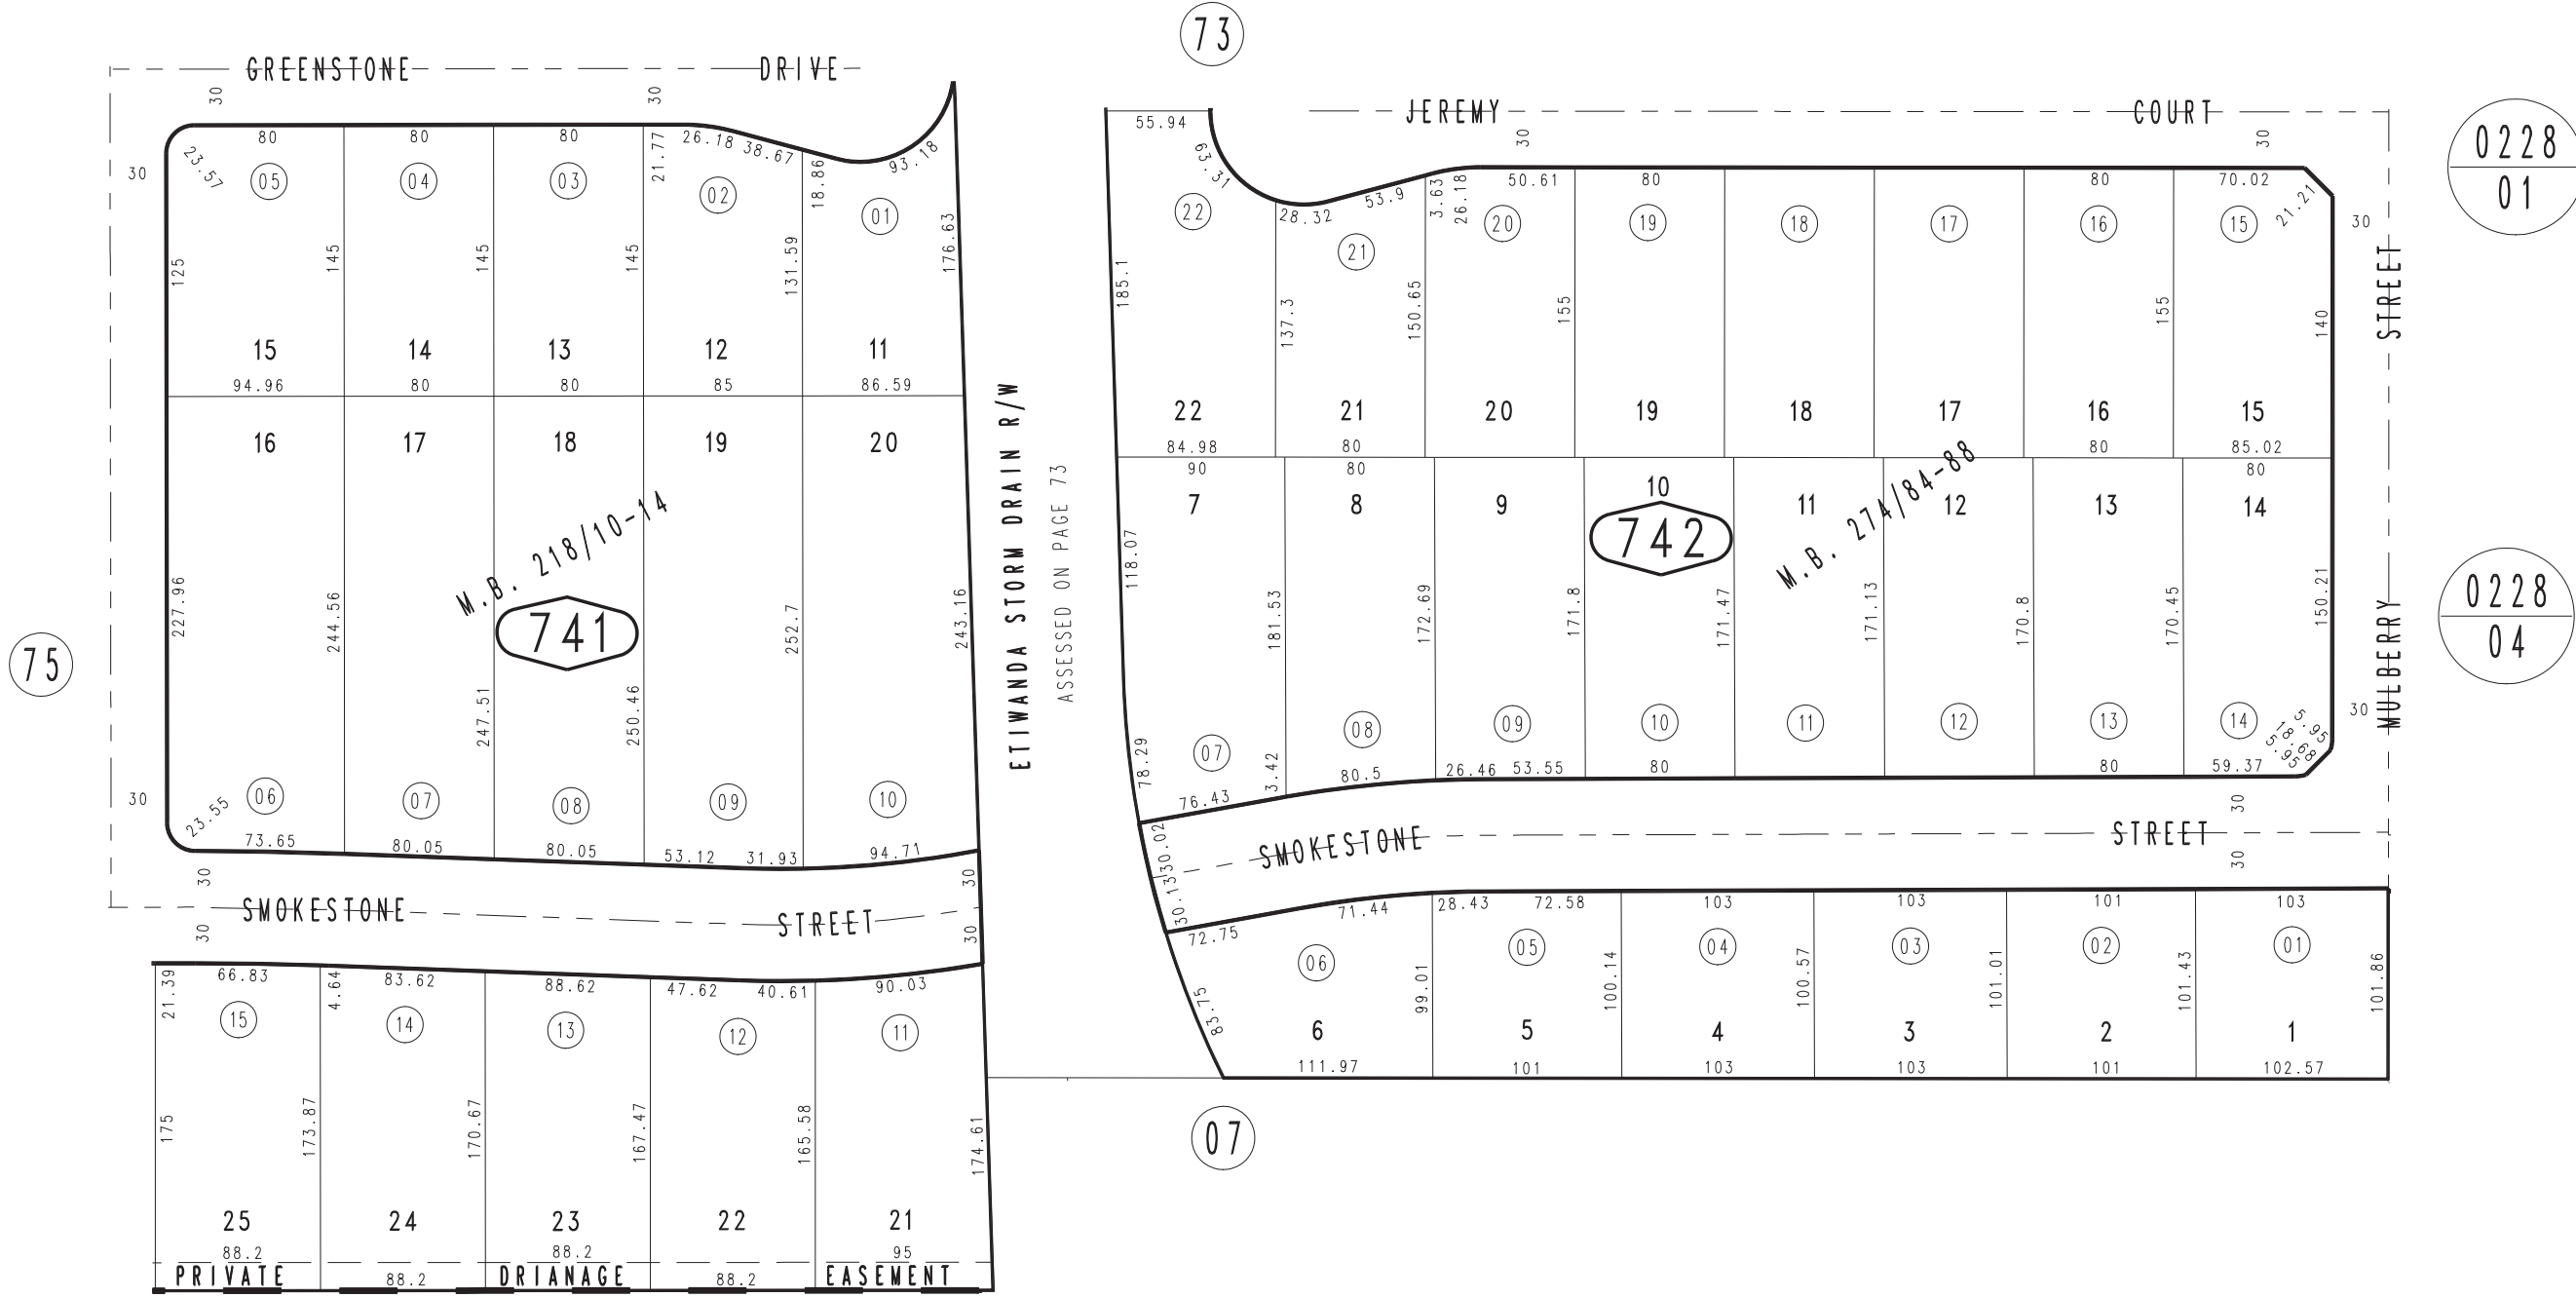 73
GREENSTONE DRIVE
30 30
80 80 80 21.77 26.18 38.67 18.86 93.18
23.57
30
05 04 03 02 01
125 145 145 145 131.59 176.63
15 14 13 12 11
94.96 80 80 85 86.59
16 17 18 19 20
M.B. 218/10-14
741
227.96 244.56 247.51 250.46 252.7 243.16
75
06 07 08 09 10
30
23.55
73.65 80.05 80.05 53.12 31.93 94.71
30 30
SMOKESTONE STREET
30 30
21.39 66.83 4.64 83.62 88.62 47.62 40.61 90.03
15 14 13 12 11
175 173.87 170.67 167.47 165.58 174.61
25 24 23 22 21
88.2 88.2 95
PRIVATE DRIANAGE EASEMENT
88.2 88.2
ETIWANDA STORM DRAIN R/W
ASSESSED ON PAGE 73
JEREMY COURT
30 30
55.94
63.31
28.32 53.9 3.63 26.18 50.61 80 80 70.02
21.21
30
22 21 20 19 18 17 16 15
185.1 137.3 150.65 155 155 140
22 21 20 19 18 17 16 15
84.98 80 80 85.02
90 80 80
7 8 9 10 11 12 13 14
742
M.B. 274/84-88
118.07 181.53 172.69 171.8 171.47 171.13 170.8 170.45 150.21
07 08 09 10 11 12 13 14
5.95
18.68
5.95
30
78.29 76.43 3.42 80.5 26.46 53.55 80 80 59.37
30
SMOKESTONE STREET
30.02
30.13
30
72.75 71.44 28.43 72.58 103 103 101 103
06 05 04 03 02 01
83.75 99.01 100.14 100.57 101.01 101.43 101.86
6 5 4 3 2 1
111.97 101 103 103 101 102.57
07
MULBERRY STREET
0228
01
0228
04